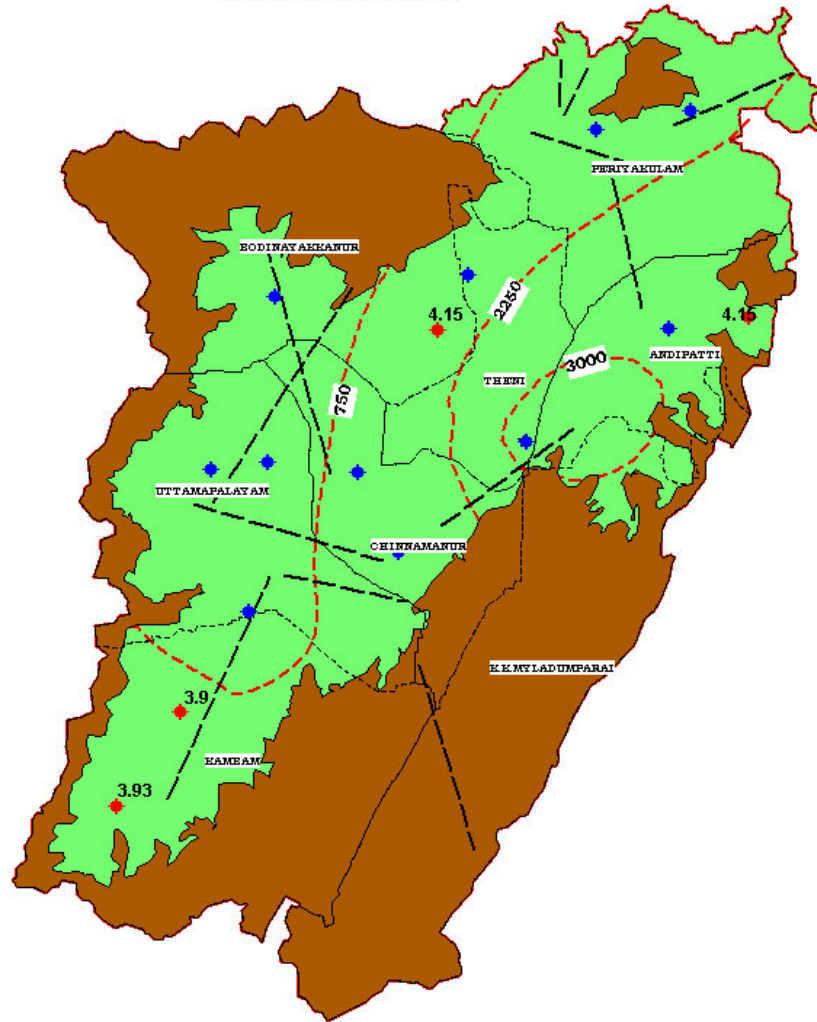 PERIYAKULAM
BODINAYAKKANUR
2250
4.15
4.15
ANDIPATTI
3000
THENI
750
UTTAMAPALAYAM
CHINNAMANUR
K.K.MYLADUMPARAI
3.9
KAMBAM
3.93